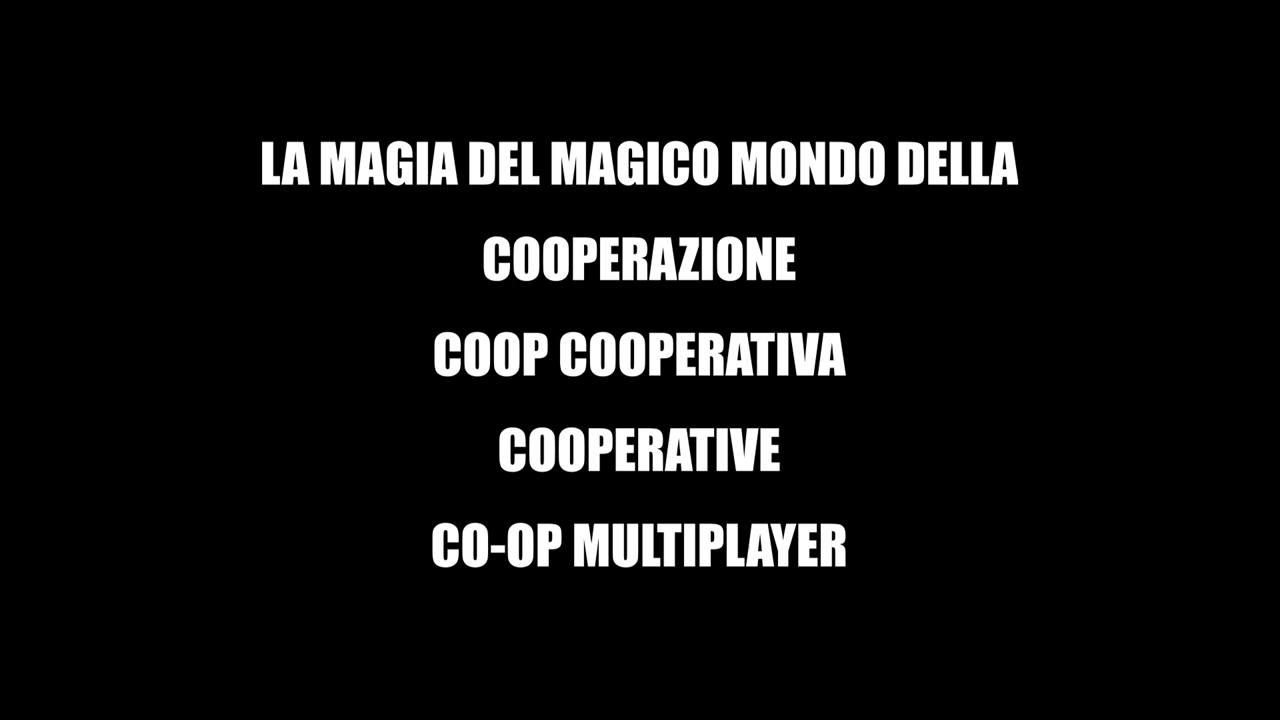 LA MAGIA DEL MAGICO MONDO DELLA
COOPERAZIONE
COOP COOPERATIVA
COOPERATIVE
CO-OP MULTIPLAYER